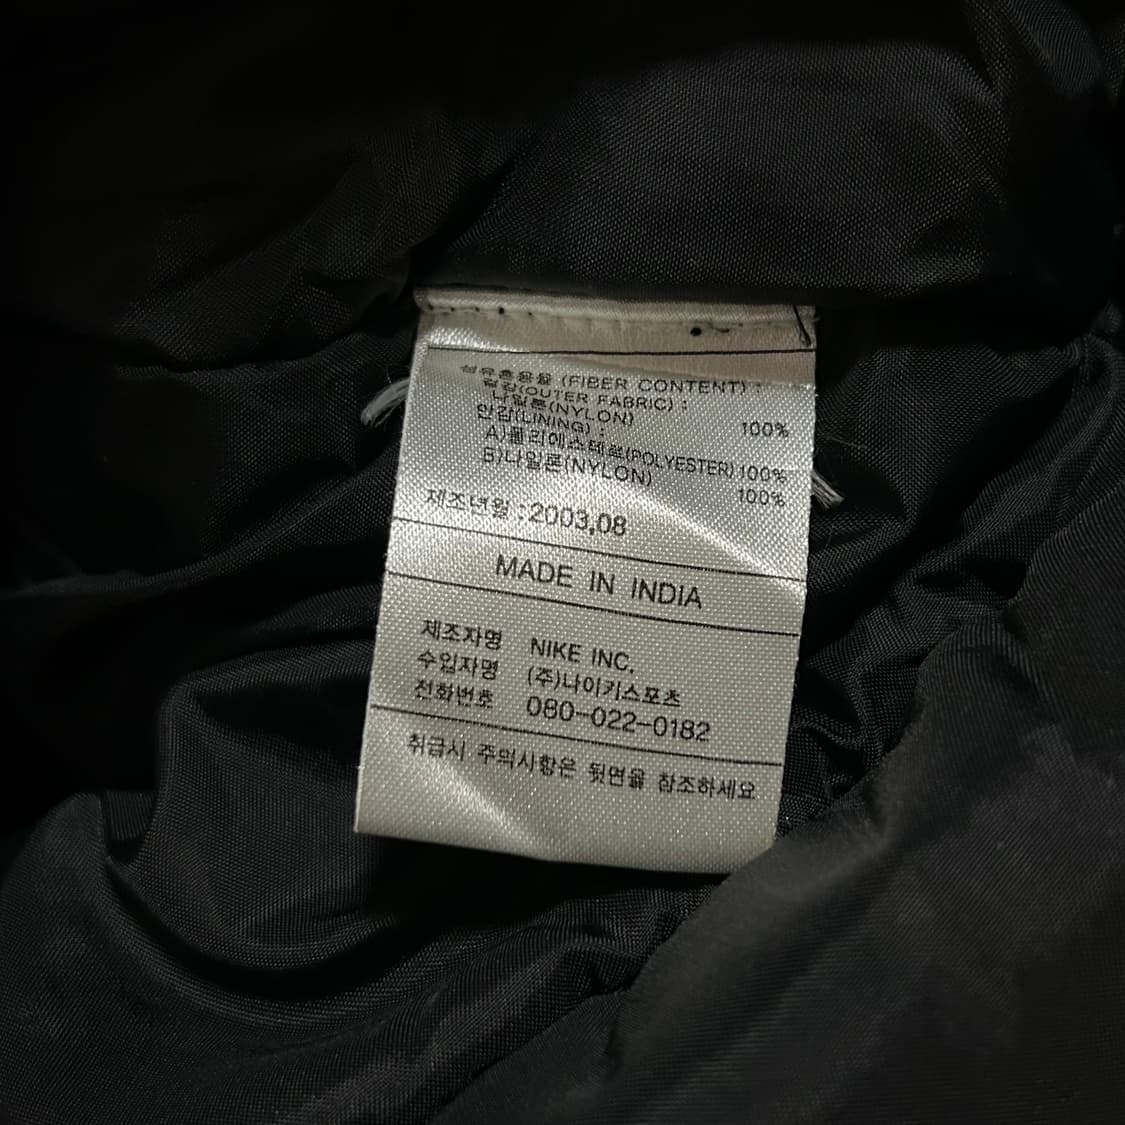 섬유혼용율 (FIBER CONTENT) :
겉감(OUTER FABRIC) :
나일론(NYLON) 100%
안감(LINING) :
A)폴리에스테르(POLYESTER) 100%
B)나일론(NYLON) 100%
제조년월 : 2003,08
MADE IN INDIA
제조자명 NIKE INC.
수입자명 (주)나이키스포츠
전화번호 080-022-0182
취급시 주의사항은 뒷면을 참조하세요